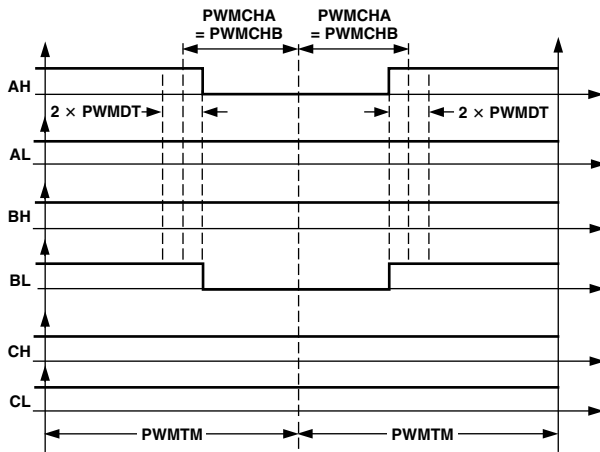 PWMCHA PWMCHA
= PWMCHB = PWMCHB
AH
2 × PWMDT 2 × PWMDT
AL
BH
BL
CH
CL
PWMTM PWMTM